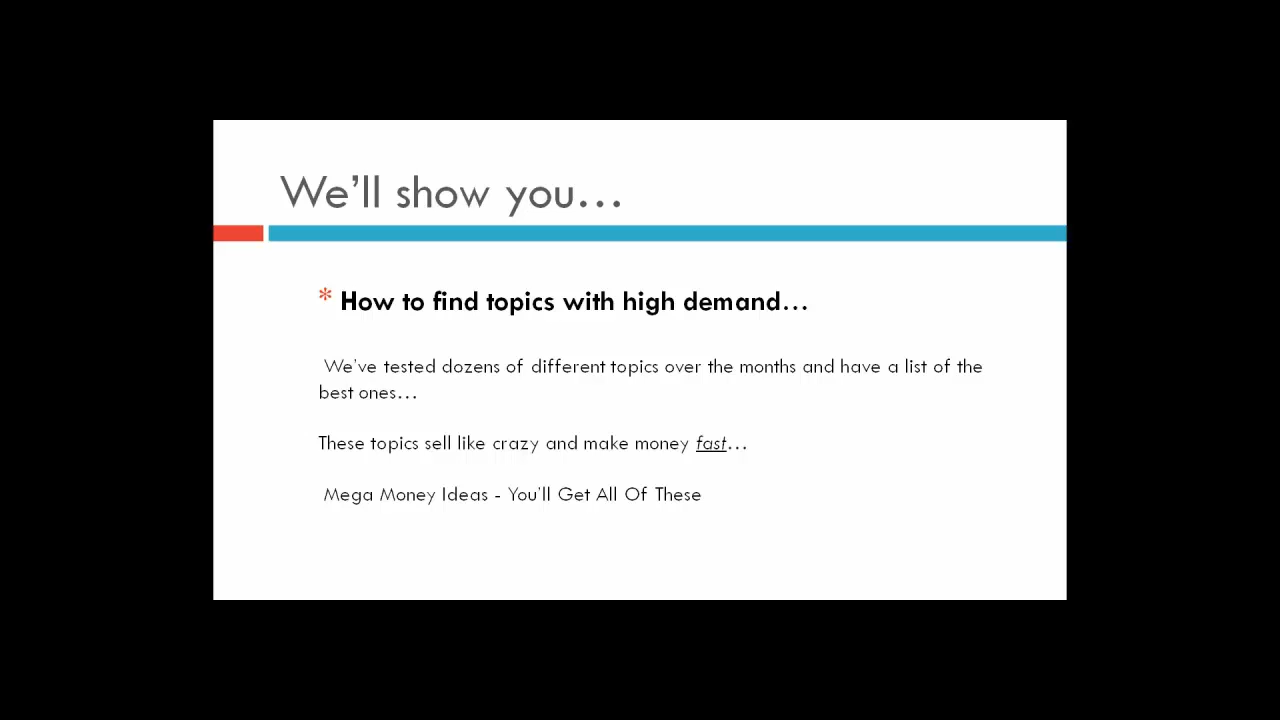 We'll show you...
* How to find topics with high demand...
We've tested dozens of different topics over the months and have a list of the
best ones...
These topics sell like crazy and make money fast...
Mega Money Ideas - You'll Get All Of These